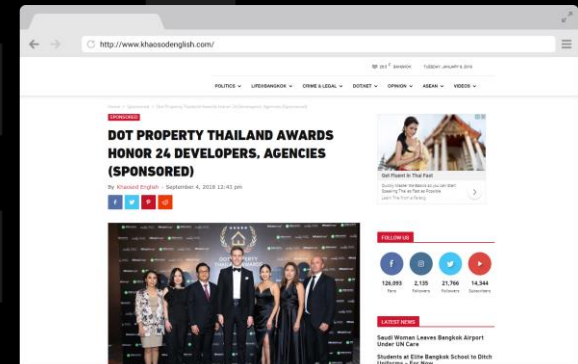 http://www.khaosodenglish.com/
BANGKOK
TUESDAY, JANUARY 8, 2019
POLITICS
LIFE//BANGKOK
CRIME & LEGAL
DOTNET
OPINION
ASEAN
VIDEOS
SPONSORED
DOT PROPERTY THAILAND AWARDS
HONOR 24 DEVELOPERS, AGENCIES
(SPONSORED)
By Khaosod English - September 4, 2018 12:43 pm
Get Fluent in Thai Fast
FOLLOW US
126,093
2,135
21,766
14,344
Fans
Followers
Followers
Subscribers
LATEST NEWS
Saudi Woman Leaves Bangkok Airport
Under UN Care
Students at Elite Bangkok School to Ditch
Uniforms – For Now